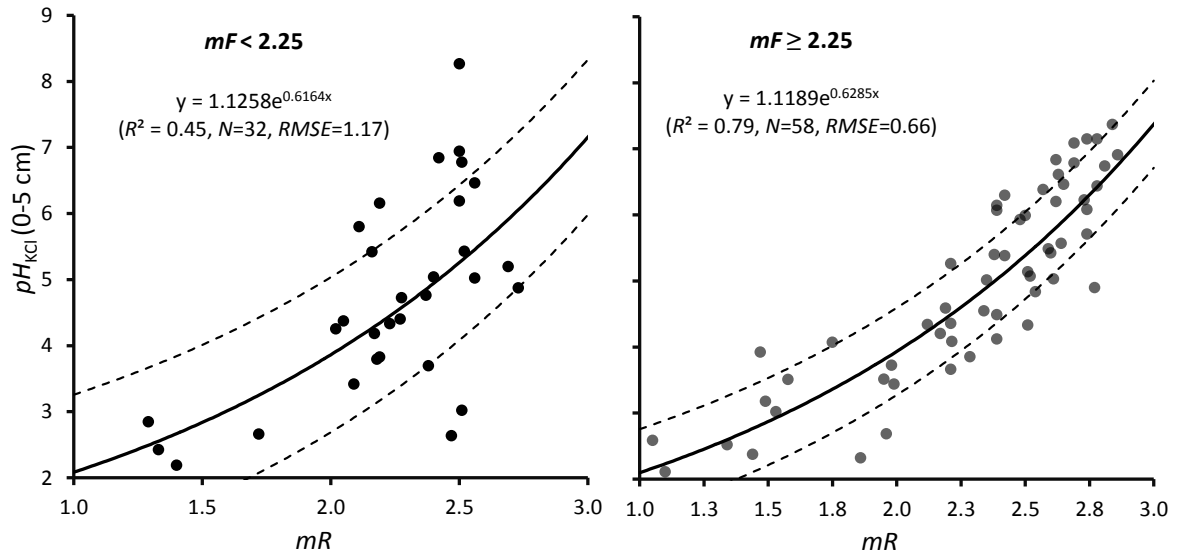 mF < 2.25
y = 1.1258e^0.6164x
(R² = 0.45, N=32, RMSE=1.17)
pH_KCl (0-5 cm)
9
8
7
6
5
4
3
2
1.0 1.5 2.0 2.5 3.0
mR
mF ≥ 2.25
y = 1.1189e^0.6285x
(R² = 0.79, N=58, RMSE=0.66)
1.0 1.3 1.5 1.8 2.0 2.3 2.5 2.8 3.0
mR